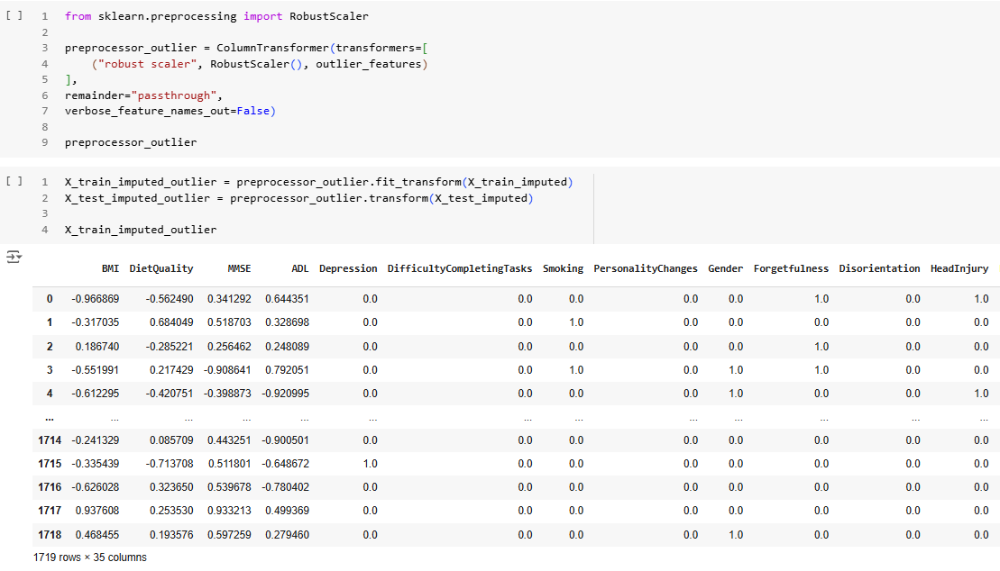 [ ] 1 from sklearn.preprocessing import RobustScaler
2
3 preprocessor_outlier = ColumnTransformer(transformers=[
4     ("robust scaler", RobustScaler(), outlier_features)
5 ],
6 remainder="passthrough",
7 verbose_feature_names_out=False)
8
9 preprocessor_outlier
[ ] 1 X_train_imputed_outlier = preprocessor_outlier.fit_transform(X_train_imputed)
2 X_test_imputed_outlier = preprocessor_outlier.transform(X_test_imputed)
3
4 X_train_imputed_outlier
BMI DietQuality MMSE ADL Depression DifficultyCompletingTasks Smoking PersonalityChanges Gender Forgetfulness Disorientation HeadInjury
0 -0.966869 -0.562490 0.341292 0.644351 0.0 0.0 0.0 0.0 0.0 1.0 0.0 1.0
1 -0.317035 0.684049 0.518703 0.328698 0.0 0.0 1.0 0.0 0.0 0.0 0.0 0.0
2 0.186740 -0.285221 0.256462 0.248089 0.0 0.0 0.0 0.0 0.0 1.0 0.0 0.0
3 -0.551991 0.217429 -0.908641 0.792051 0.0 0.0 1.0 0.0 1.0 1.0 0.0 0.0
4 -0.612295 -0.420751 -0.398873 -0.920995 0.0 0.0 0.0 0.0 1.0 0.0 0.0 1.0
... ... ... ... ... ... ... ... ... ... ... ... ...
1714 -0.241329 0.085709 0.443251 -0.900501 0.0 0.0 0.0 0.0 0.0 0.0 0.0 0.0
1715 -0.335439 -0.713708 0.511801 -0.648672 1.0 0.0 0.0 0.0 0.0 0.0 0.0 0.0
1716 -0.626028 0.323650 0.539678 -0.780402 0.0 0.0 0.0 0.0 0.0 0.0 0.0 0.0
1717 0.937608 0.253530 0.933213 0.499369 0.0 0.0 0.0 0.0 0.0 0.0 0.0 0.0
1718 0.468455 0.193576 0.597259 0.279460 0.0 0.0 0.0 0.0 1.0 0.0 0.0 0.0
1719 rows × 35 columns